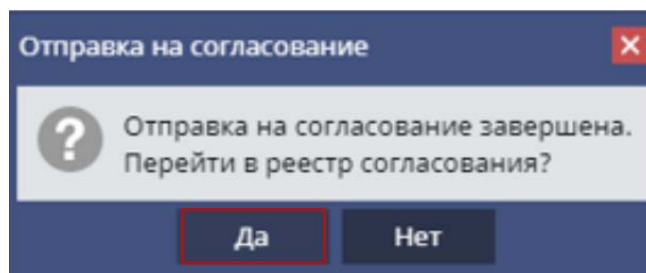 Отправка на согласование
Отправка на согласование завершена.
Перейти в реестр согласования?
Да
Нет